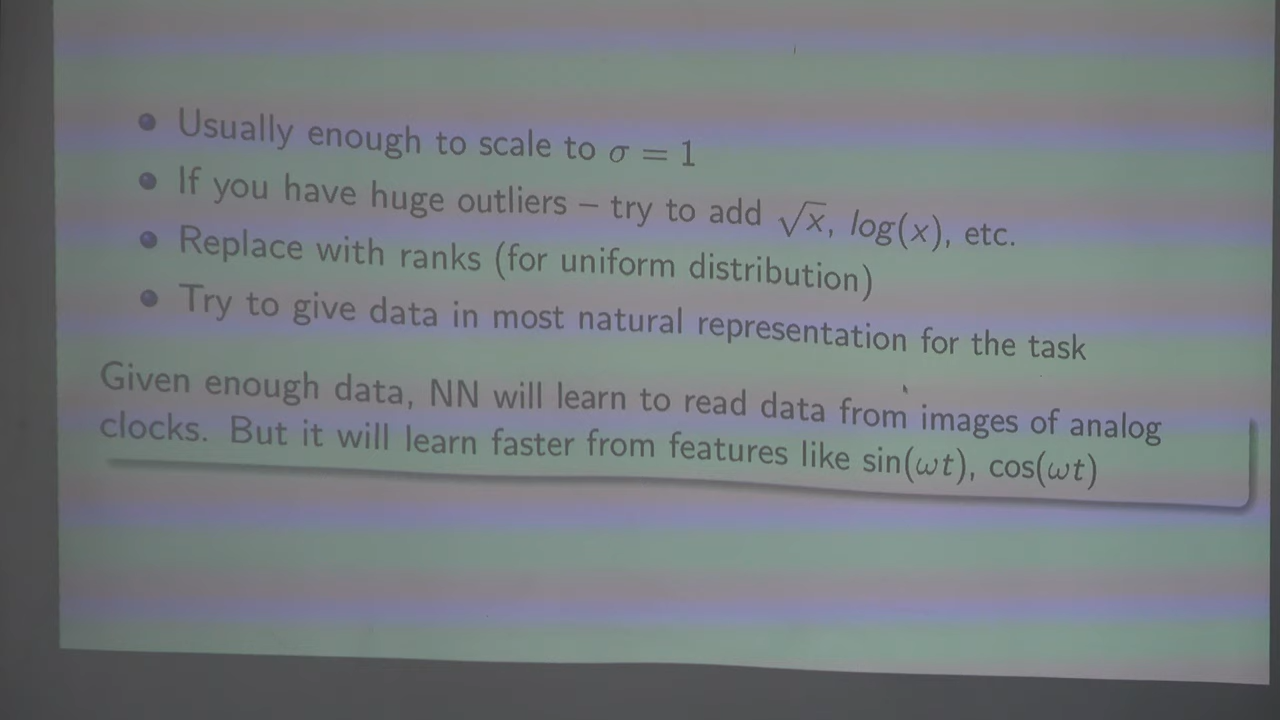 Usually enough to scale to σ = 1
If you have huge outliers – try to add √x, log(x), etc.
Replace with ranks (for uniform distribution)
Try to give data in most natural representation for the task
Given enough data, NN will learn to read data from images of analog
clocks. But it will learn faster from features like sin(ωt), cos(ωt)